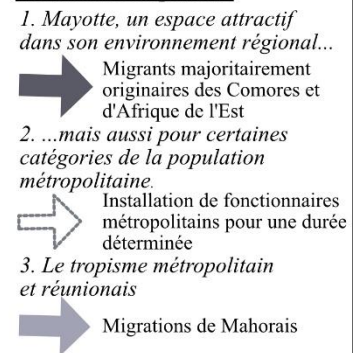 1. Mayotte, un espace attractif
dans son environnement régional...
Migrants majoritairement
originaires des Comores et
d'Afrique de l'Est
2. ...mais aussi pour certaines
catégories de la population
métropolitaine.
Installation de fonctionnaires
métropolitains pour une durée
déterminée
3. Le tropisme métropolitain
et réunionais
Migrations de Mahorais